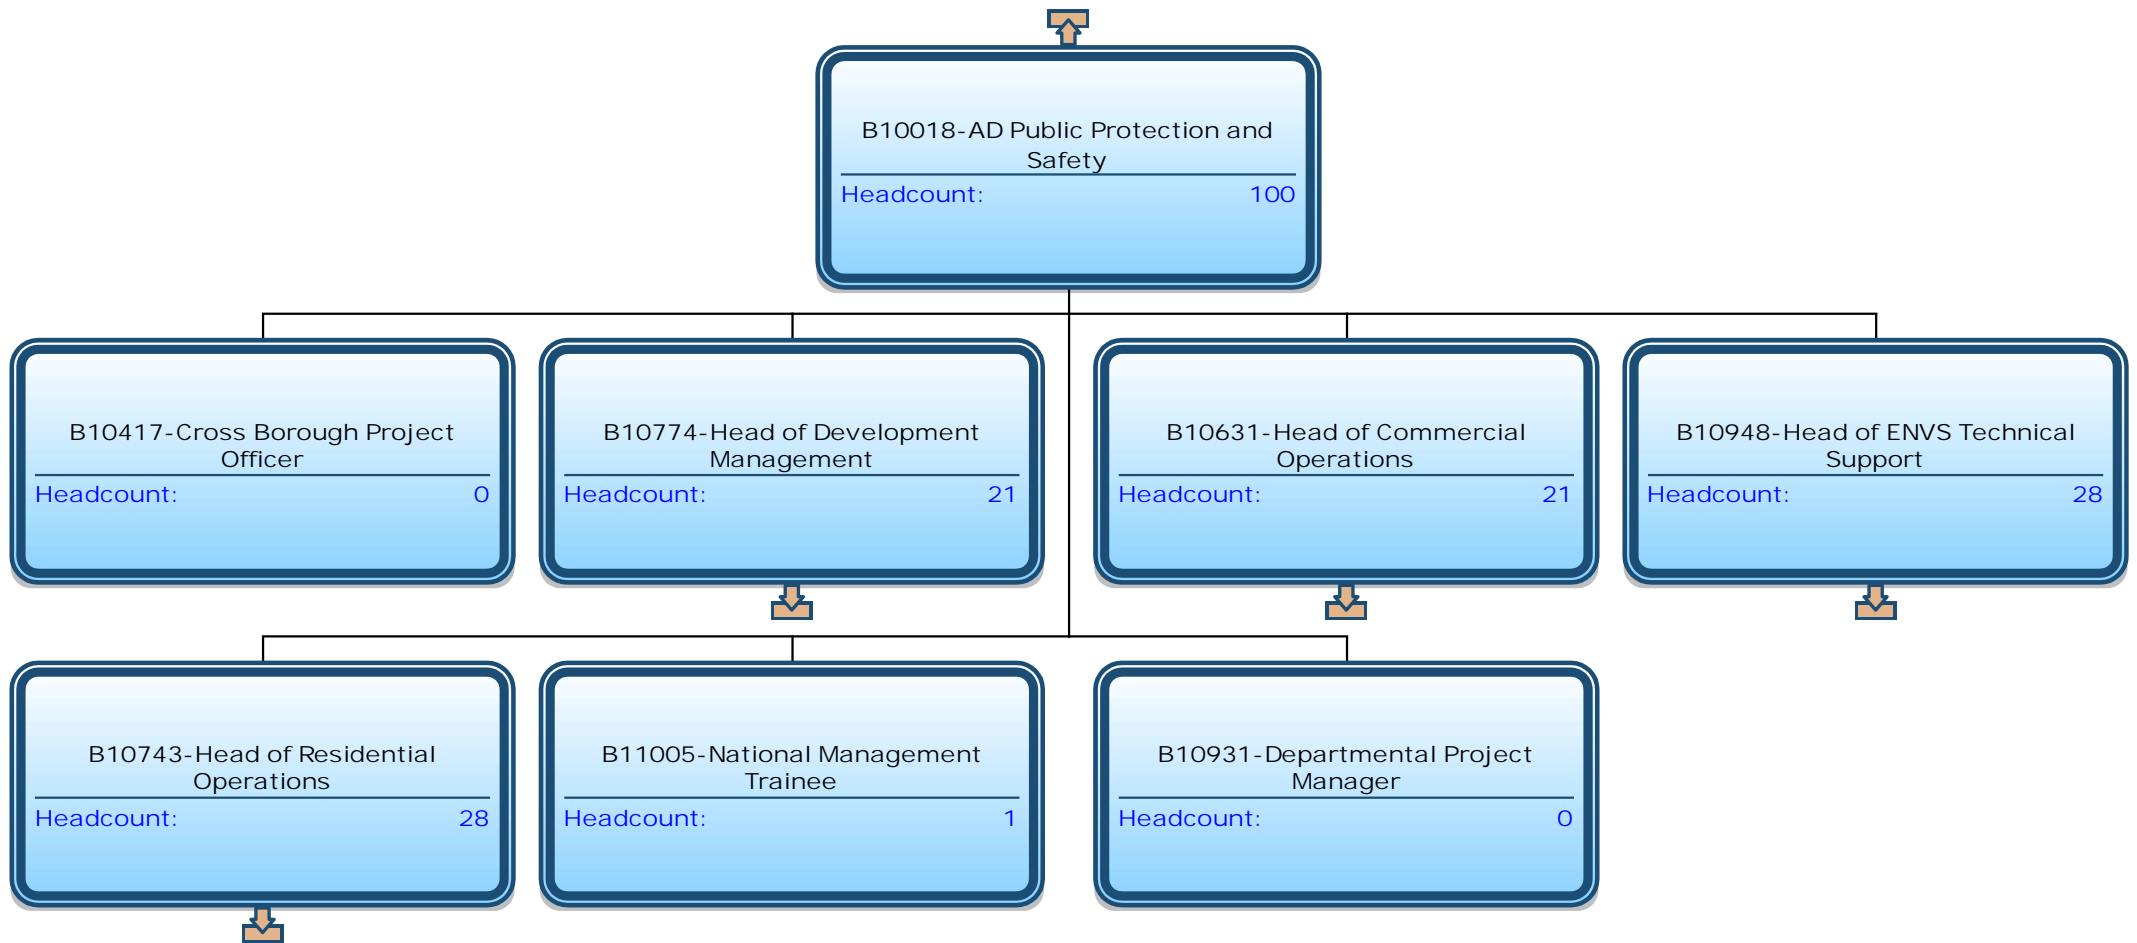 B10018-AD Public Protection and
Safety
Headcount: 100
B10417-Cross Borough Project
Officer
Headcount: 0
B10774-Head of Development
Management
Headcount: 21
B10631-Head of Commercial
Operations
Headcount: 21
B10948-Head of ENVS Technical
Support
Headcount: 28
B10743-Head of Residential
Operations
Headcount: 28
B11005-National Management
Trainee
Headcount: 1
B10931-Departmental Project
Manager
Headcount: 0